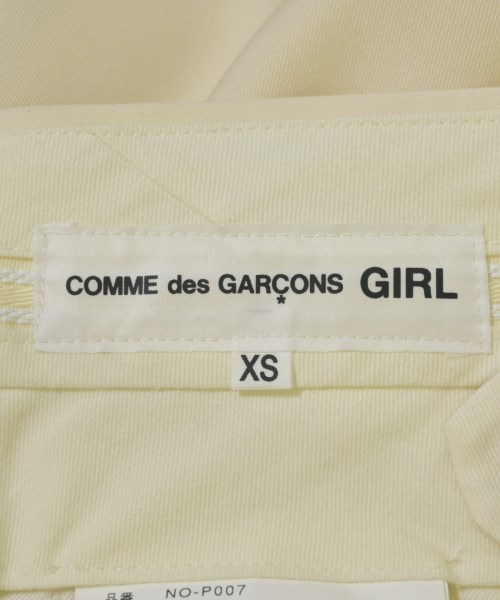 COMME des GARÇONS GIRL
*
XS
品番 NO-P007